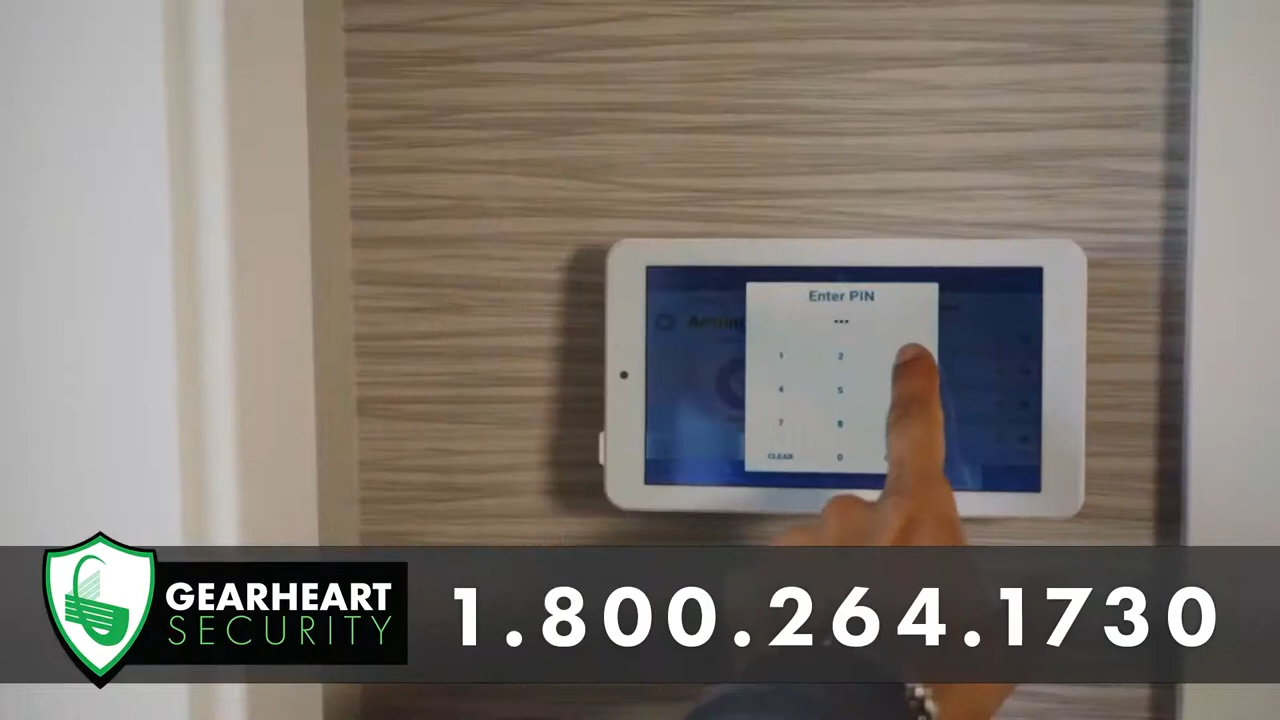 Enter PIN
•••
1 2
4 5
7 8
CLEAR 0
GEARHEART
SECURITY
1.800.264.1730